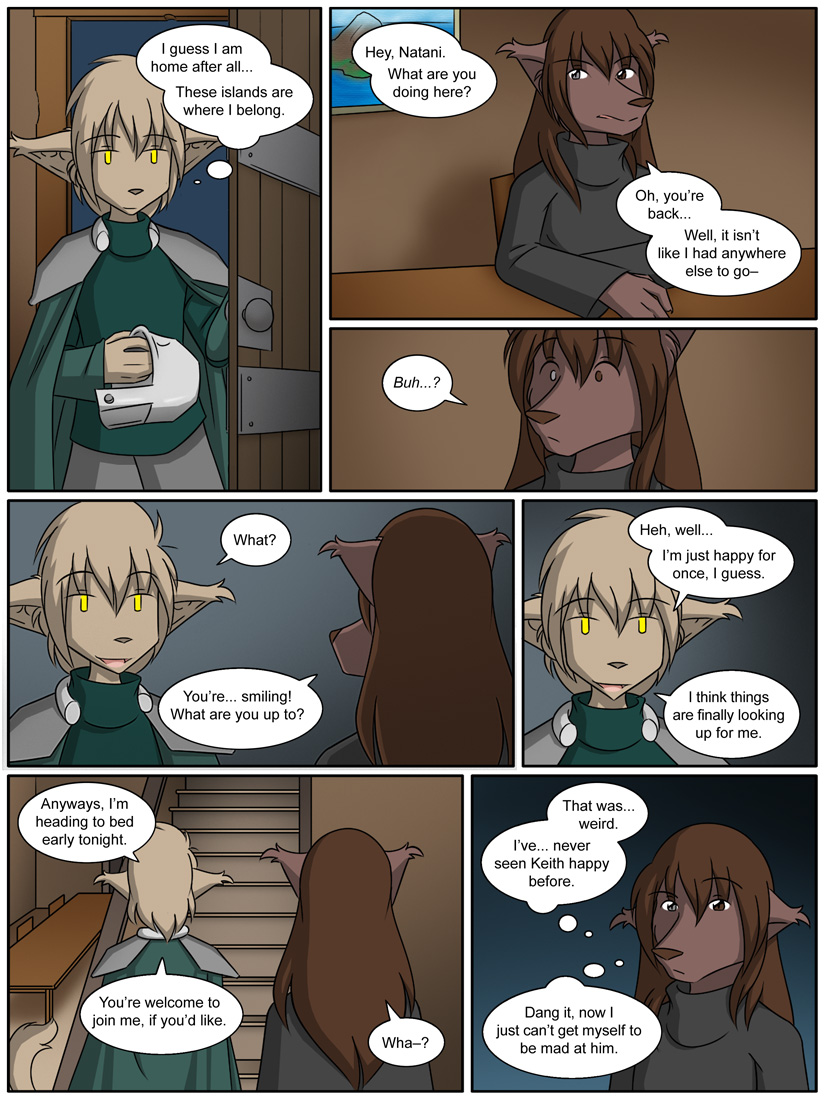 I guess I am
home after all...
These islands are
where I belong.
Hey, Natani.
What are you
doing here?
Oh, you're
back...
Well, it isn't
like I had anywhere
else to go–
Buh...?
What?
You're... smiling!
What are you up to?
Heh, well...
I'm just happy for
once, I guess.
I think things
are finally looking
up for me.
Anyways, I'm
heading to bed
early tonight.
You're welcome to
join me, if you'd like.
Wha–?
That was...
weird.
I've... never
seen Keith happy
before.
Dang it, now I
just can't get myself to
be mad at him.